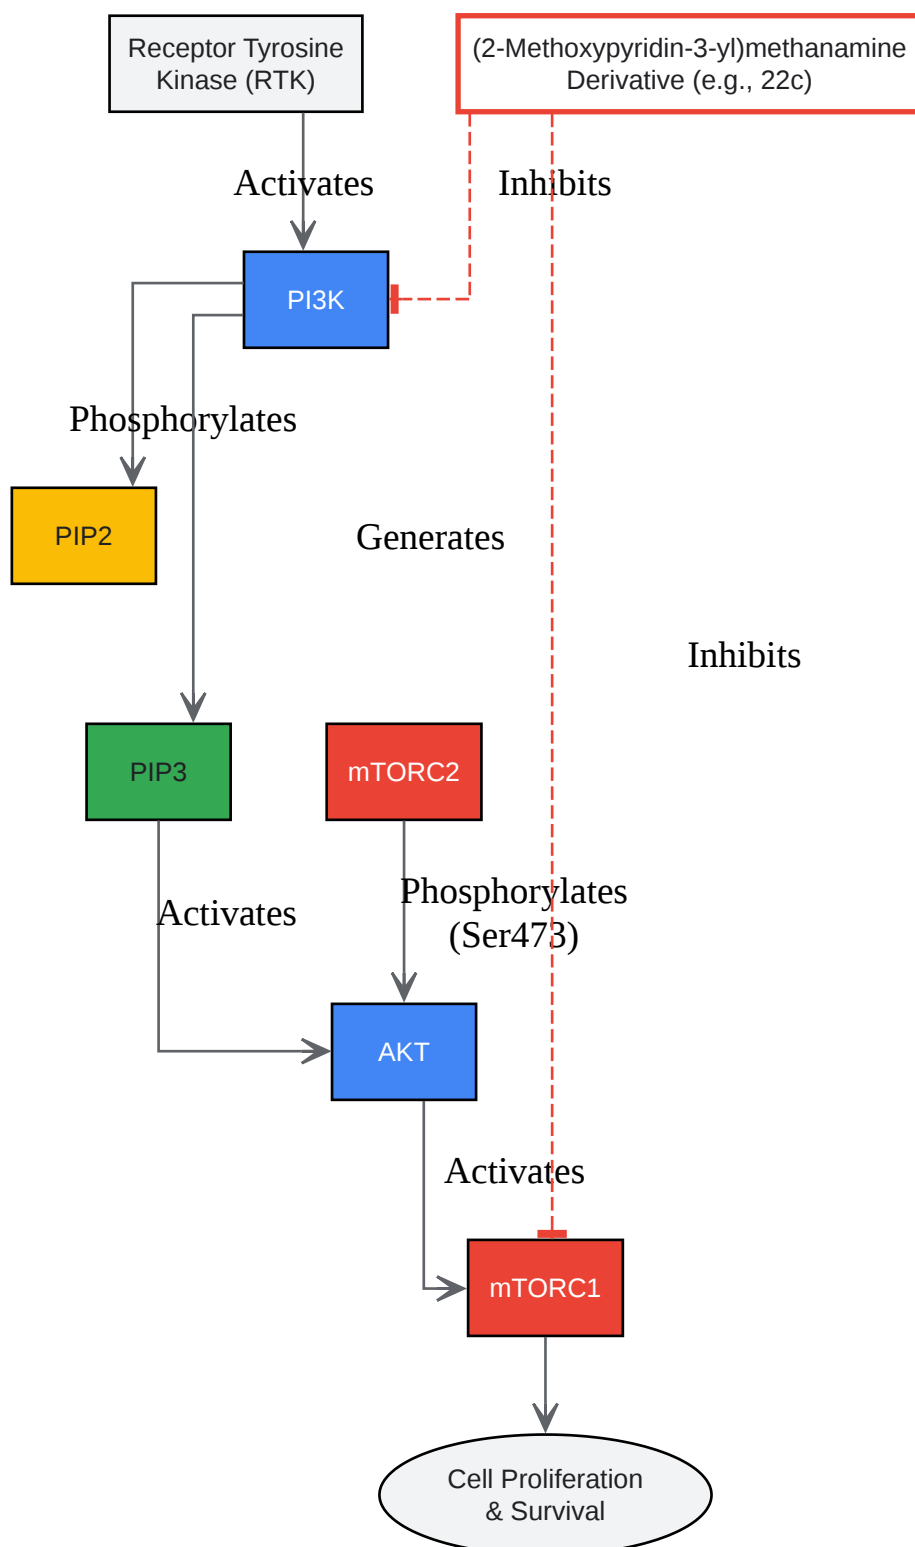 Receptor Tyrosine
Kinase (RTK)
(2-Methoxypyridin-3-yl)methanamine
Derivative (e.g., 22c)
Activates
Inhibits
PI3K
Phosphorylates
PIP2
Generates
Inhibits
PIP3
mTORC2
Activates
Phosphorylates
(Ser473)
AKT
Activates
mTORC1
Cell Proliferation
& Survival